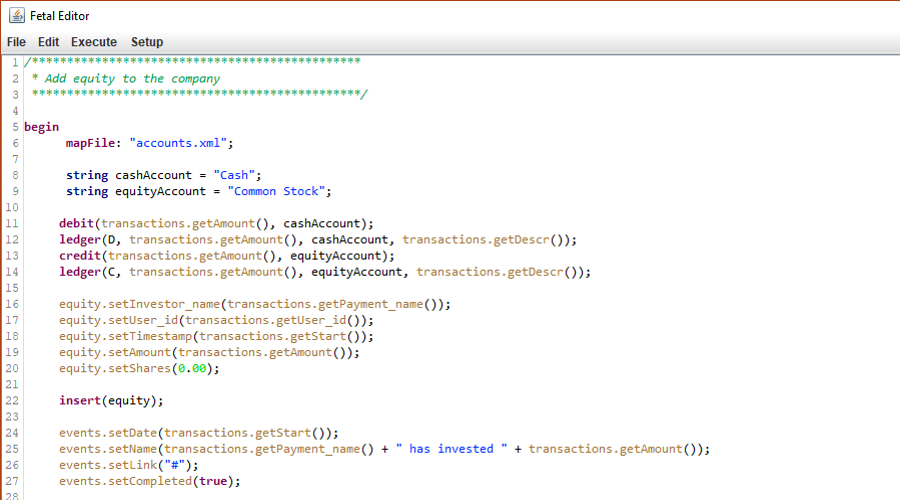 Fetal Editor
File Edit Execute Setup
1 /***********************************************
2 * Add equity to the company
3 ***********************************************/
4
5 begin
6 mapFile: "accounts.xml";
7
8 string cashAccount = "Cash";
9 string equityAccount = "Common Stock";
10
11 debit(transactions.getAmount(), cashAccount);
12 ledger(D, transactions.getAmount(), cashAccount, transactions.getDescr());
13 credit(transactions.getAmount(), equityAccount);
14 ledger(C, transactions.getAmount(), equityAccount, transactions.getDescr());
15
16 equity.setInvestor_name(transactions.getPayment_name());
17 equity.setUser_id(transactions.getUser_id());
18 equity.setTimestamp(transactions.getStart());
19 equity.setAmount(transactions.getAmount());
20 equity.setShares(0.00);
21
22 insert(equity);
23
24 events.setDate(transactions.getStart());
25 events.setName(transactions.getPayment_name() + " has invested " + transactions.getAmount());
26 events.setLink("#");
27 events.setCompleted(true);
28